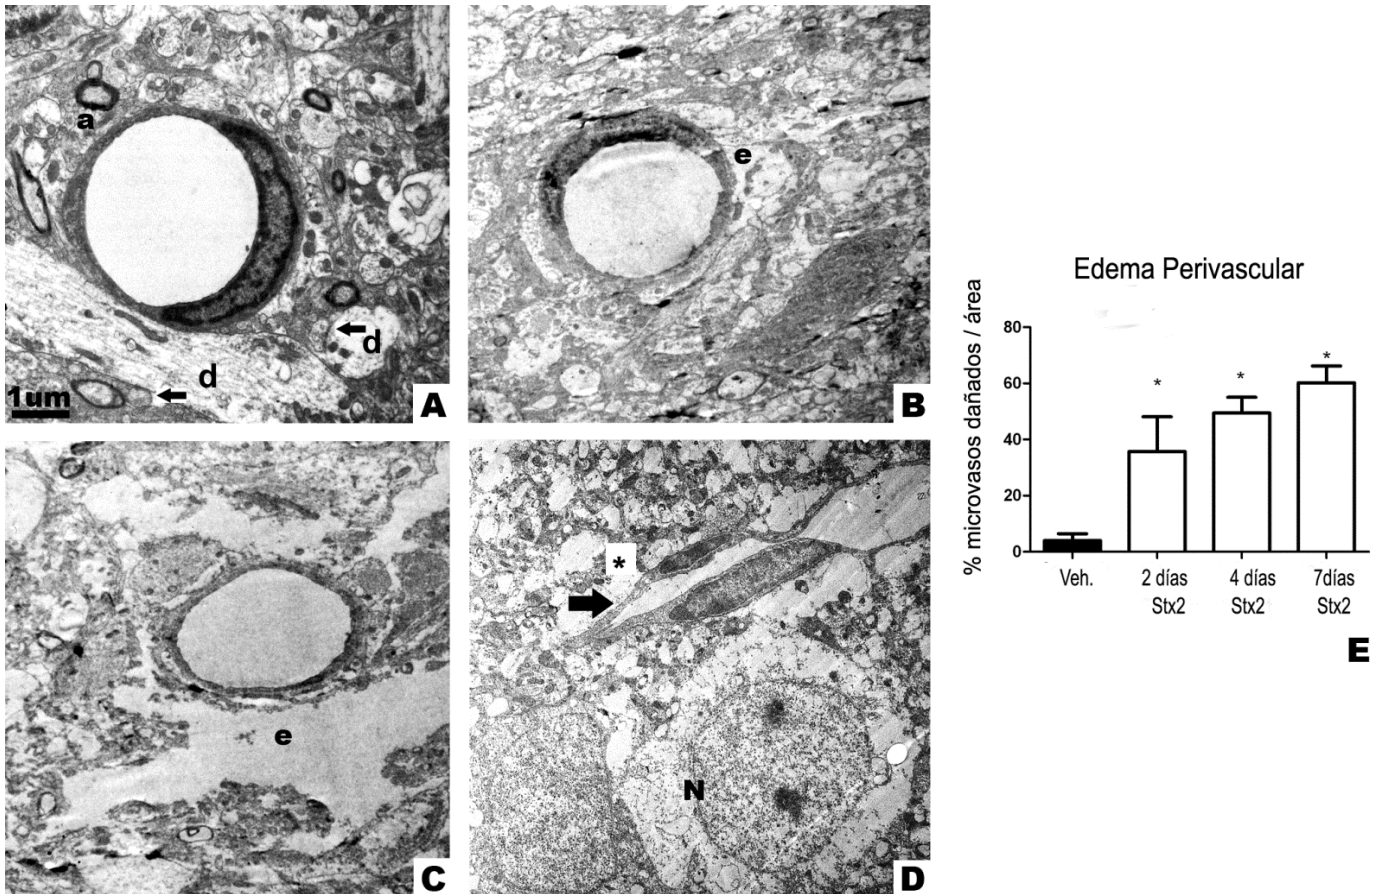 a
d
d
1um
A
e
B
e
C
*
N
D
Edema Perivascular
% microvasos dañados / área
80
60
40
20
0
*
*
*
Veh.
2 días
Stx2
4 días
Stx2
7días
Stx2
E